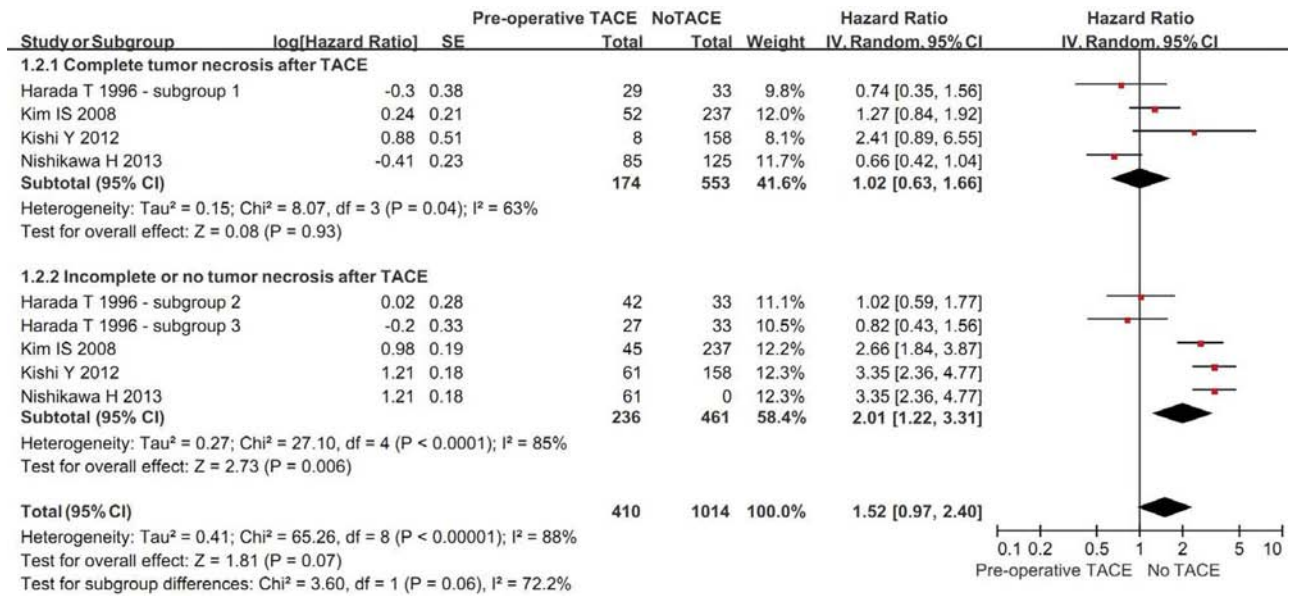 Pre-operative TACE NoTACE Hazard Ratio Hazard Ratio
Study or Subgroup log[Hazard Ratio] SE Total Total Weight IV, Random, 95% CI IV, Random, 95% CI
1.2.1 Complete tumor necrosis after TACE
Harada T 1996 - subgroup 1 -0.3 0.38 29 33 9.8% 0.74 [0.35, 1.56]
Kim IS 2008 0.24 0.21 52 237 12.0% 1.27 [0.84, 1.92]
Kishi Y 2012 0.88 0.51 8 158 8.1% 2.41 [0.89, 6.55]
Nishikawa H 2013 -0.41 0.23 85 125 11.7% 0.66 [0.42, 1.04]
Subtotal (95% CI) 174 553 41.6% 1.02 [0.63, 1.66]
Heterogeneity: Tau² = 0.15; Chi² = 8.07, df = 3 (P = 0.04); I² = 63%
Test for overall effect: Z = 0.08 (P = 0.93)
1.2.2 Incomplete or no tumor necrosis after TACE
Harada T 1996 - subgroup 2 0.02 0.28 42 33 11.1% 1.02 [0.59, 1.77]
Harada T 1996 - subgroup 3 -0.2 0.33 27 33 10.5% 0.82 [0.43, 1.56]
Kim IS 2008 0.98 0.19 45 237 12.2% 2.66 [1.84, 3.87]
Kishi Y 2012 1.21 0.18 61 158 12.3% 3.35 [2.36, 4.77]
Nishikawa H 2013 1.21 0.18 61 0 12.3% 3.35 [2.36, 4.77]
Subtotal (95% CI) 236 461 58.4% 2.01 [1.22, 3.31]
Heterogeneity: Tau² = 0.27; Chi² = 27.10, df = 4 (P < 0.0001); I² = 85%
Test for overall effect: Z = 2.73 (P = 0.006)
Total (95% CI) 410 1014 100.0% 1.52 [0.97, 2.40]
Heterogeneity: Tau² = 0.41; Chi² = 65.26, df = 8 (P < 0.00001); I² = 88%
Test for overall effect: Z = 1.81 (P = 0.07)
Test for subgroup differences: Chi² = 3.60, df = 1 (P = 0.06), I² = 72.2%
0.1 0.2 0.5 1 2 5 10
Pre-operative TACE No TACE